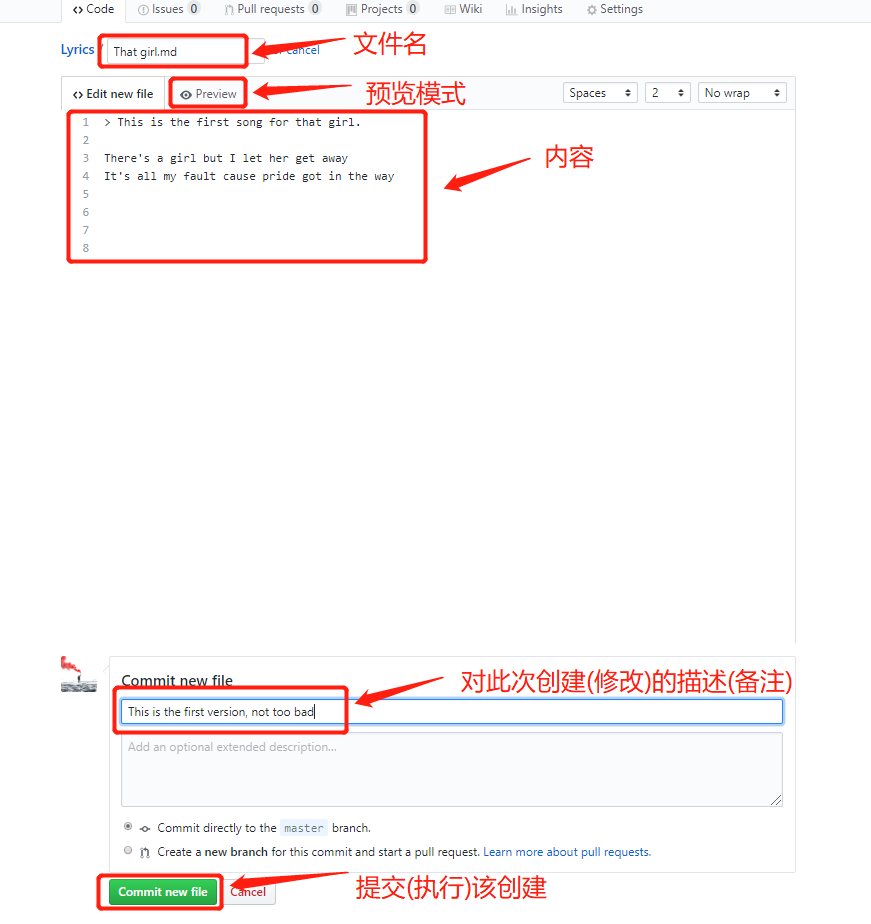 Code Issues 0 Pull requests 0 Projects 0 Wiki Insights Settings
Lyrics / That girl.md or cancel 文件名
Edit new file Preview 预览模式 Spaces 2 No wrap
1 > This is the first song for that girl.
2
3 There's a girl but I let her get away 内容
4 It's all my fault cause pride got in the way
5
6
7
8
Commit new file 对此次创建(修改)的描述(备注)
This is the first version, not too bad
Add an optional extended description...
Commit directly to the master branch.
Create a new branch for this commit and start a pull request. Learn more about pull requests.
Commit new file Cancel 提交(执行)该创建